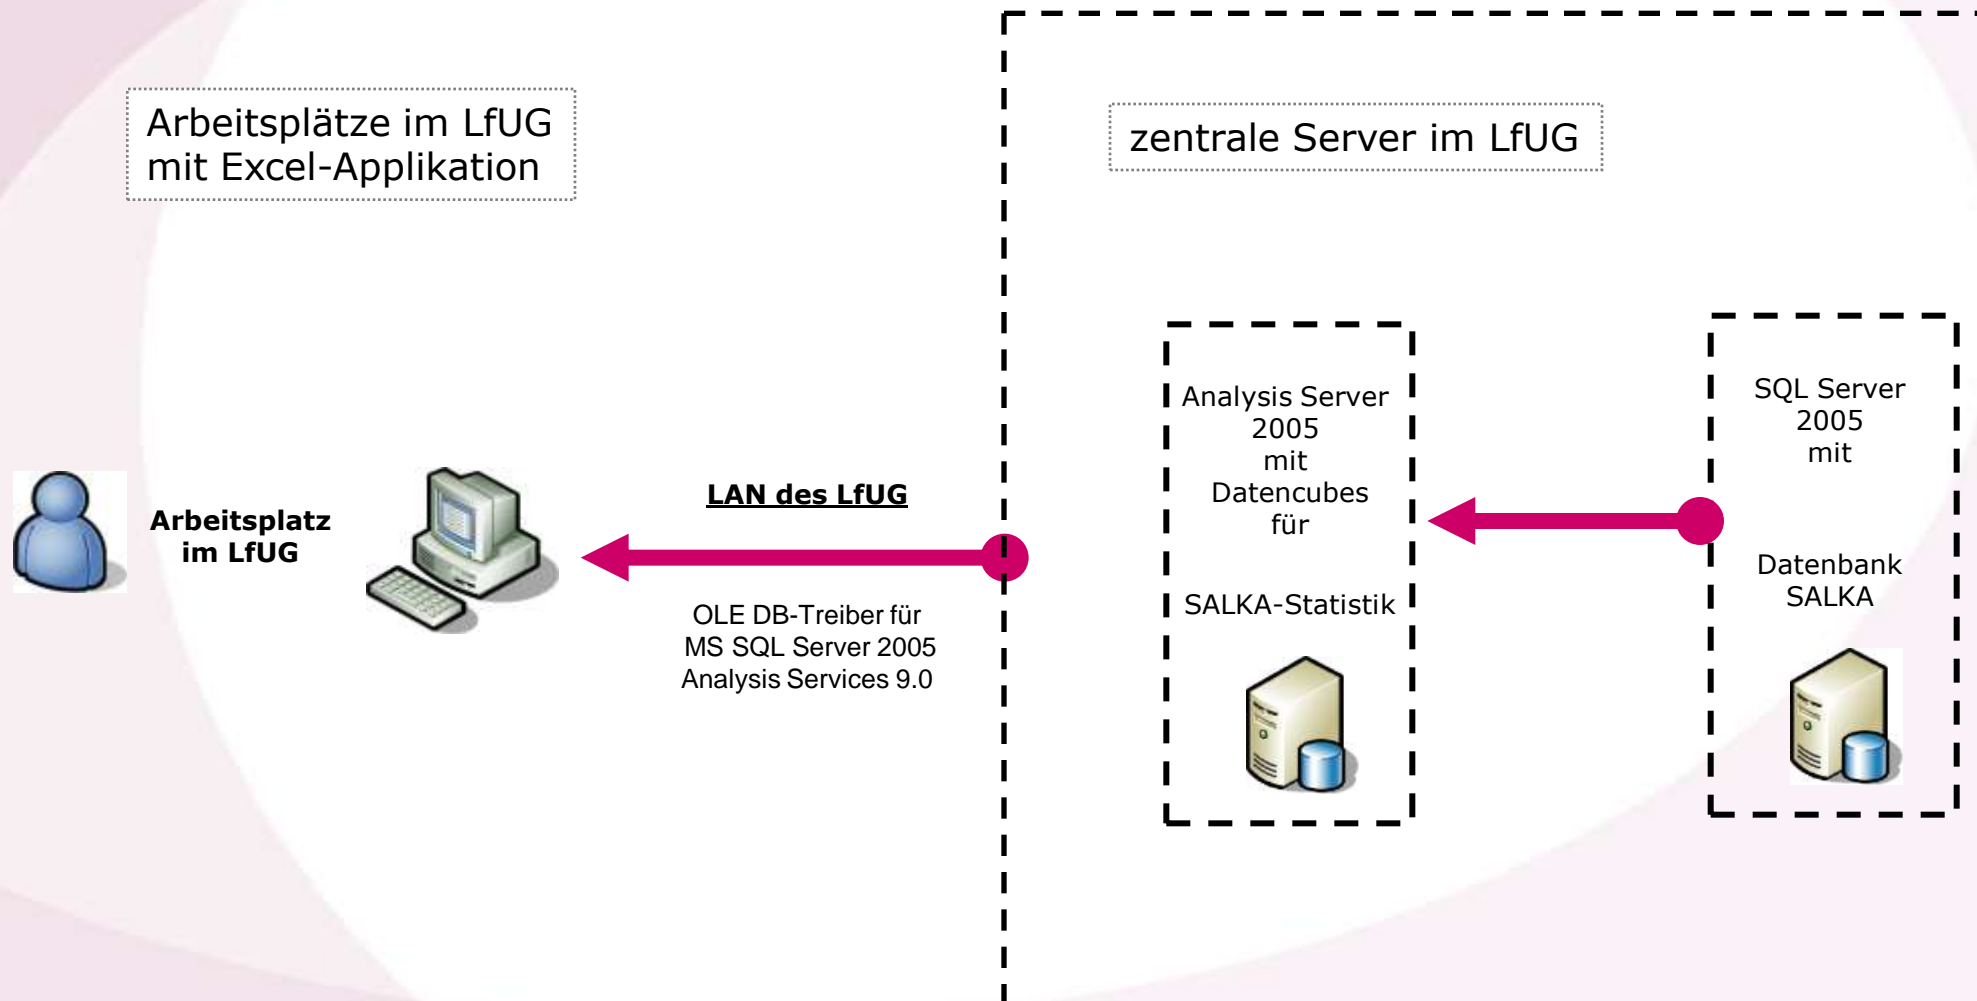 Arbeitsplätze im LfUG
mit Excel-Applikation
zentrale Server im LfUG
Arbeitsplatz
im LfUG
LAN des LfUG
OLE DB-Treiber für
MS SQL Server 2005
Analysis Services 9.0
Analysis Server
2005
mit
Datencubes
für
SALKA-Statistik
SQL Server
2005
mit
Datenbank
SALKA